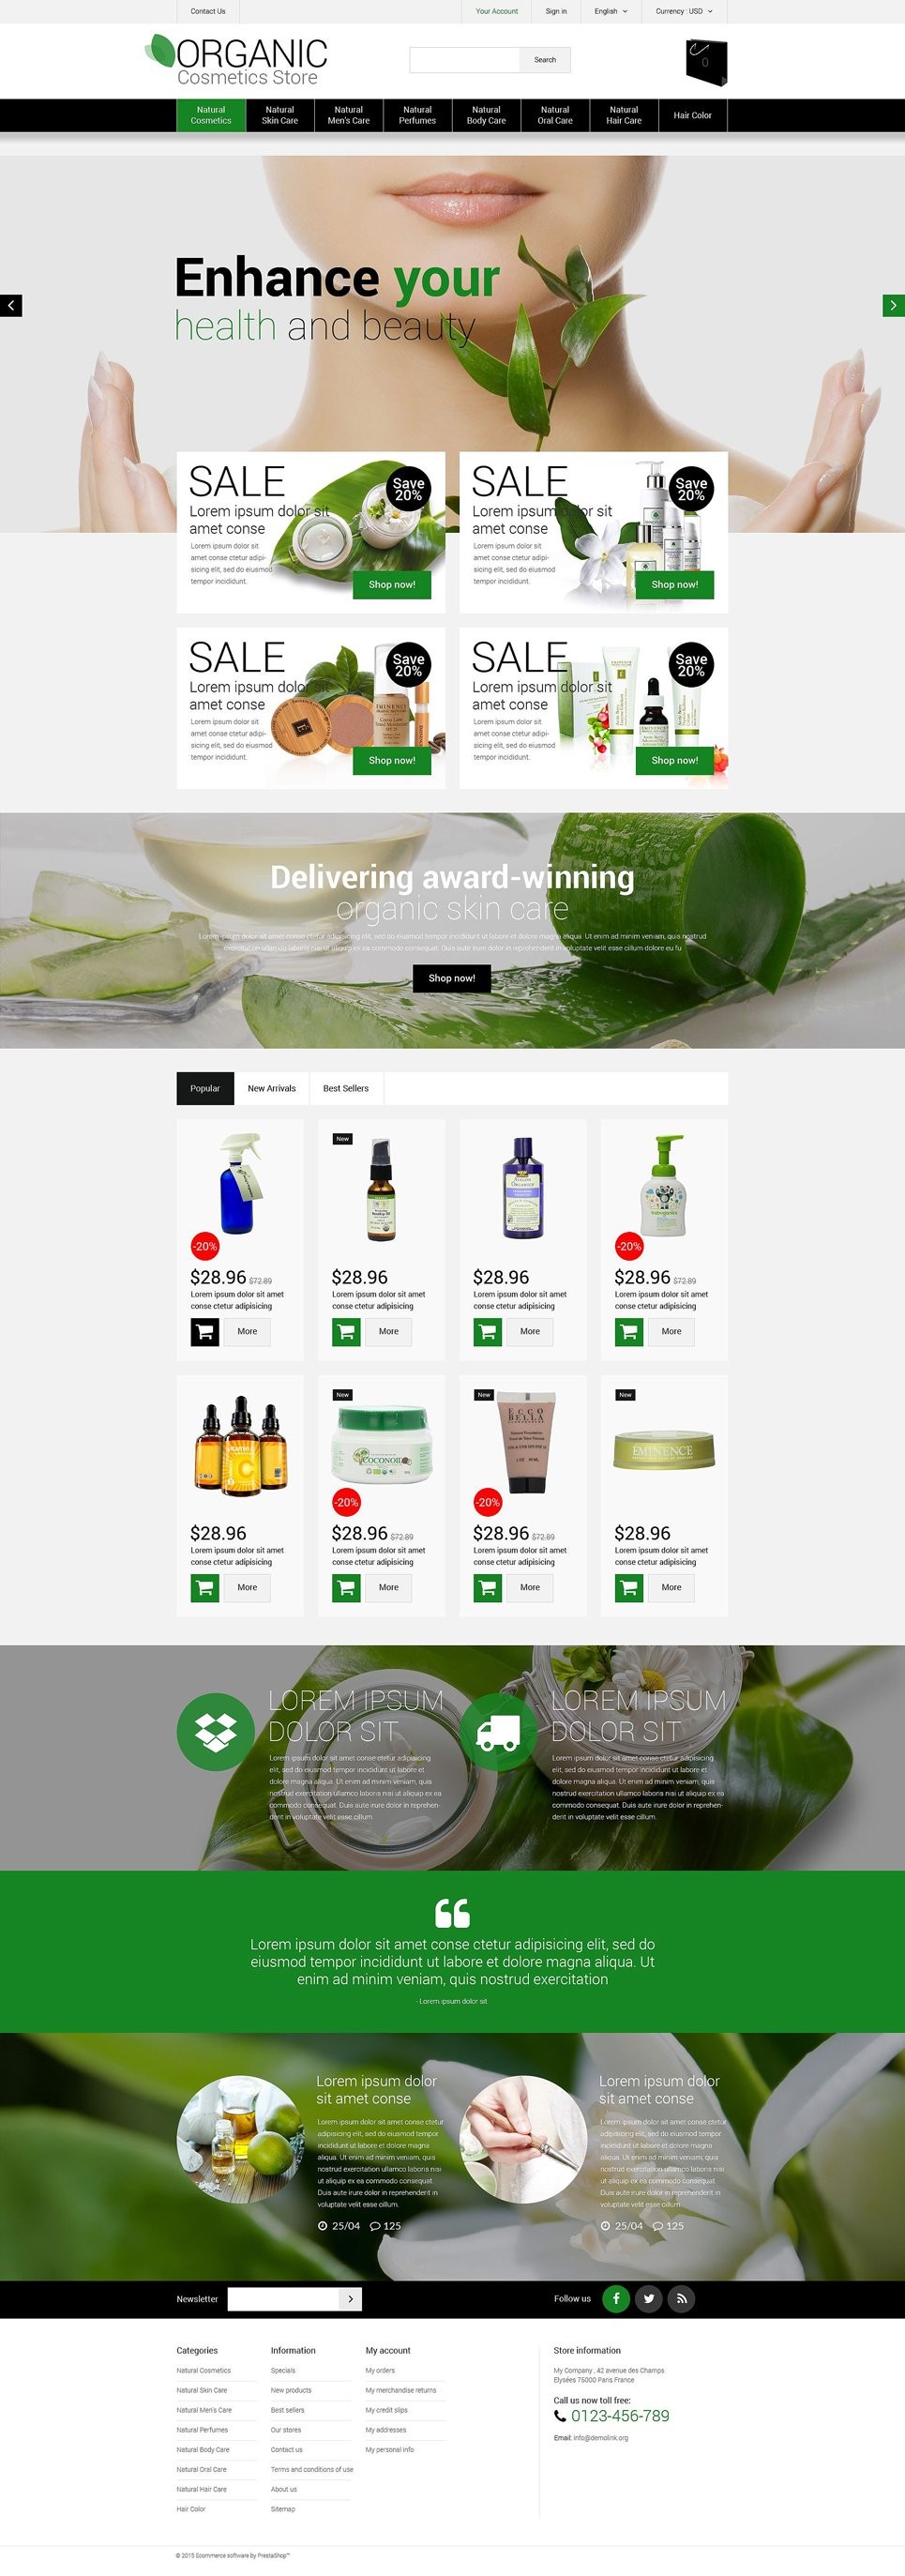 Contact Us
Your Account
Sign in
English
Currency : USD
ORGANIC
Cosmetics Store
Search
0
Natural
Cosmetics
Natural
Skin Care
Natural
Men's Care
Natural
Perfumes
Natural
Body Care
Natural
Oral Care
Natural
Hair Care
Hair Color
Enhance your
health and beauty
SALE
Save
20%
Lorem ipsum dolor sit
amet conse
Lorem ipsum dolor sit
amet conse ctetur adipi-
sicing elit, sed do eiusmod
tempor incididunt.
Shop now!
SALE
Save
20%
Lorem ipsum dolor sit
amet conse
Lorem ipsum dolor sit
amet conse ctetur adipi-
sicing elit, sed do eiusmod
tempor incididunt.
Shop now!
SALE
Save
20%
Lorem ipsum dolor sit
amet conse
Lorem ipsum dolor sit
amet conse ctetur adipi-
sicing elit, sed do eiusmod
tempor incididunt.
EMINENCE
Shop now!
SALE
Save
20%
Lorem ipsum dolor sit
amet conse
Lorem ipsum dolor sit
amet conse ctetur adipi-
sicing elit, sed do eiusmod
tempor incididunt.
Shop now!
Delivering award-winning
organic skin care
Lorem ipsum dolor sit amet conse ctetur adipisicing elit, sed do eiusmod tempor incididunt ut labore et dolore magna aliqua. Ut enim ad minim veniam, quis nostrud
exercitation ullamco laboris nisi ut aliquip ex ea commodo consequat. Duis aute irure dolor in reprehenderit in voluptate velit esse cillum dolore eu fu
Shop now!
Popular
New Arrivals
Best Sellers
-20%
$28.96 $72.89
Lorem ipsum dolor sit amet
conse ctetur adipisicing
More
New
$28.96
Lorem ipsum dolor sit amet
conse ctetur adipisicing
More
$28.96
Lorem ipsum dolor sit amet
conse ctetur adipisicing
More
babyganics
-20%
$28.96 $72.89
Lorem ipsum dolor sit amet
conse ctetur adipisicing
More
C
$28.96
Lorem ipsum dolor sit amet
conse ctetur adipisicing
More
New
COCONOIL
-20%
$28.96 $72.89
Lorem ipsum dolor sit amet
conse ctetur adipisicing
More
New
ECCO
BELLA
-20%
$28.96 $72.89
Lorem ipsum dolor sit amet
conse ctetur adipisicing
More
New
EMINENCE
$28.96
Lorem ipsum dolor sit amet
conse ctetur adipisicing
More
LOREM IPSUM
DOLOR SIT
Lorem ipsum dolor sit amet conse ctetur adipisicing
elit, sed do eiusmod tempor incididunt ut labore et
dolore magna aliqua. Ut enim ad minim veniam, quis
nostrud exercitation ullamco laboris nisi ut aliquip ex ea
commodo consequat. Duis aute irure dolor in reprehen-
derit in voluptate velit esse cillum.
LOREM IPSUM
DOLOR SIT
Lorem ipsum dolor sit amet conse ctetur adipisicing
elit, sed do eiusmod tempor incididunt ut labore et
dolore magna aliqua. Ut enim ad minim veniam, quis
nostrud exercitation ullamco laboris nisi ut aliquip ex ea
commodo consequat. Duis aute irure dolor in reprehen-
derit in voluptate velit esse cillum.
Lorem ipsum dolor sit amet conse ctetur adipisicing elit, sed do
eiusmod tempor incididunt ut labore et dolore magna aliqua. Ut
enim ad minim veniam, quis nostrud exercitation
- Lorem ipsum dolor sit
Lorem ipsum dolor
sit amet conse
Lorem ipsum dolor sit amet conse ctetur
adipisicing elit, sed do eiusmod tempor
incididunt ut labore et dolore magna
aliqua. Ut enim ad minim veniam, quis
nostrud exercitation ullamco laboris nisi
ut aliquip ex ea commodo consequat.
Duis aute irure dolor in reprehenderit in
voluptate velit esse cillum.
25/04 125
Lorem ipsum dolor
sit amet conse
Lorem ipsum dolor sit amet conse ctetur
adipisicing elit, sed do eiusmod tempor
incididunt ut labore et dolore magna
aliqua. Ut enim ad minim veniam, quis
nostrud exercitation ullamco laboris nisi
ut aliquip ex ea commodo consequat.
Duis aute irure dolor in reprehenderit in
voluptate velit esse cillum.
25/04 125
Newsletter
Follow us
Categories
Natural Cosmetics
Natural Skin Care
Natural Men's Care
Natural Perfumes
Natural Body Care
Natural Oral Care
Natural Hair Care
Hair Color
Information
Specials
New products
Best sellers
Our stores
Contact us
Terms and conditions of use
About us
Sitemap
My account
My orders
My merchandise returns
My credit slips
My addresses
My personal info
Store information
My Company , 42 avenue des Champs
Elysées 75000 Paris France
Call us now toll free:
0123-456-789
Email: info@demolink.org
© 2015 Ecommerce software by PrestaShop™